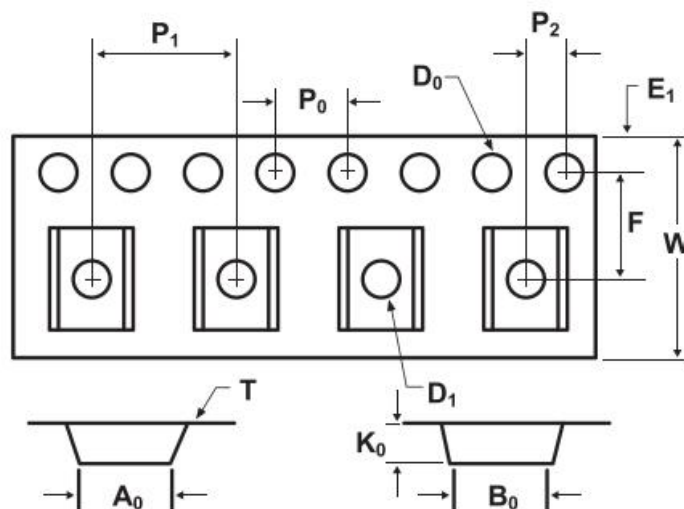 P₁
P₂
P₀
D₀
E₁
F
W
T
D₁
K₀
A₀
B₀